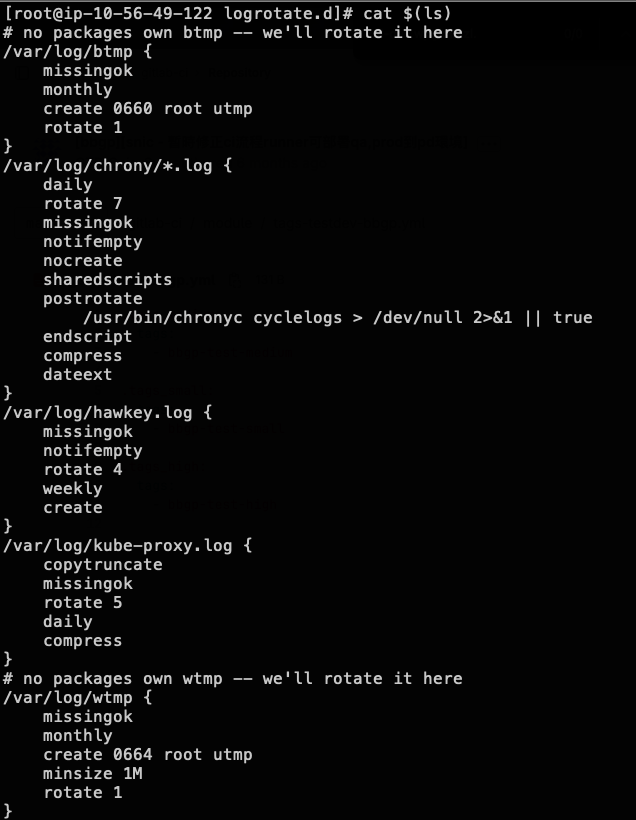 [root@ip-10-56-49-122 logrotate.d]# cat $(ls)
# no packages own btmp -- we'll rotate it here
/var/log/btmp {
    missingok
    monthly
    create 0660 root utmp
    rotate 1
}
/var/log/chrony/*.log {
    daily
    rotate 7
    missingok
    notifempty
    nocreate
    sharedscripts
    postrotate
        /usr/bin/chronyc cyclelogs > /dev/null 2>&1 || true
    endscript
    compress
    dateext
}
/var/log/hawkey.log {
    missingok
    notifempty
    rotate 4
    weekly
    create
}
/var/log/kube-proxy.log {
    copytruncate
    missingok
    rotate 5
    daily
    compress
}
# no packages own wtmp -- we'll rotate it here
/var/log/wtmp {
    missingok
    monthly
    create 0664 root utmp
    minsize 1M
    rotate 1
}